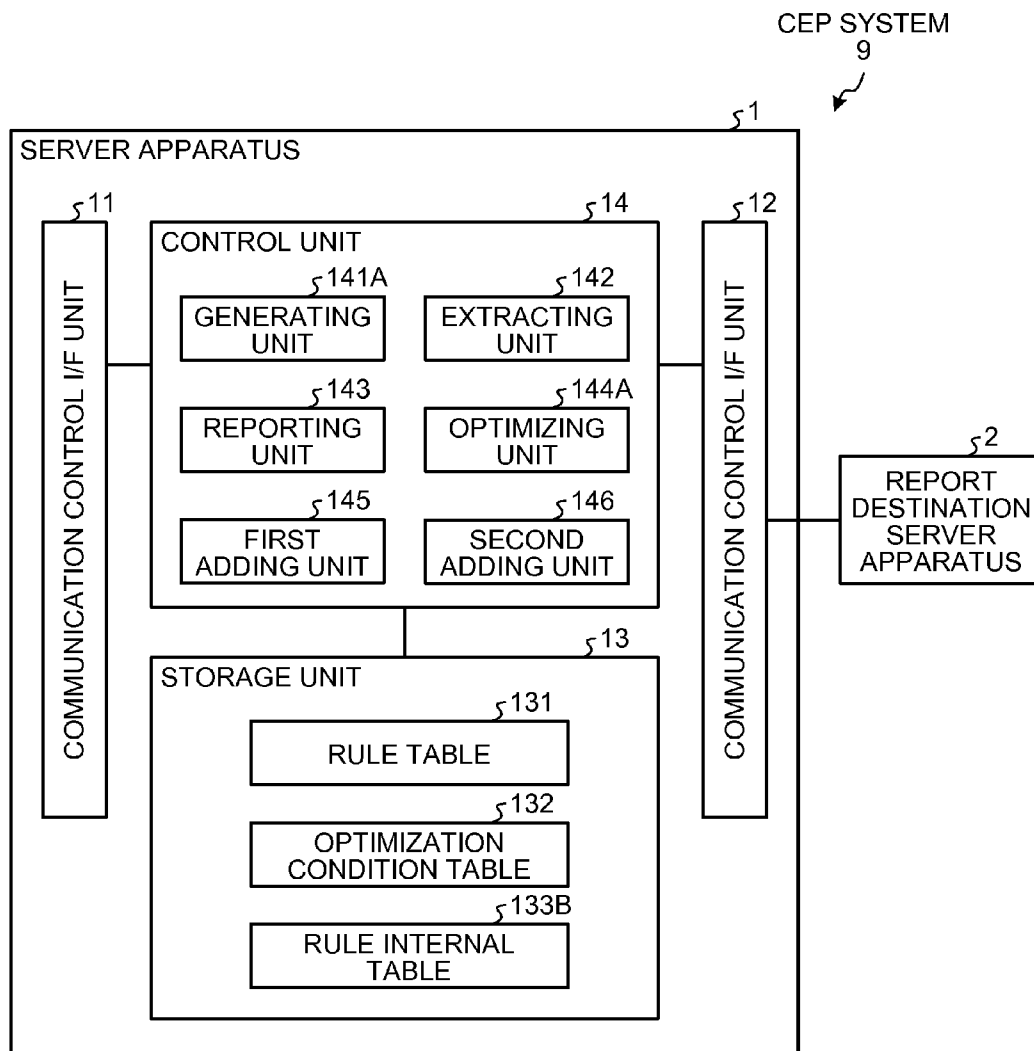 CEP SYSTEM
9
1
SERVER APPARATUS
11
COMMUNICATION CONTROL I/F UNIT
14
CONTROL UNIT
141A
GENERATING
UNIT
142
EXTRACTING
UNIT
143
REPORTING
UNIT
144A
OPTIMIZING
UNIT
145
FIRST
ADDING UNIT
146
SECOND
ADDING UNIT
12
COMMUNICATION CONTROL I/F UNIT
2
REPORT
DESTINATION
SERVER
APPARATUS
13
STORAGE UNIT
131
RULE TABLE
132
OPTIMIZATION
CONDITION TABLE
133B
RULE INTERNAL
TABLE